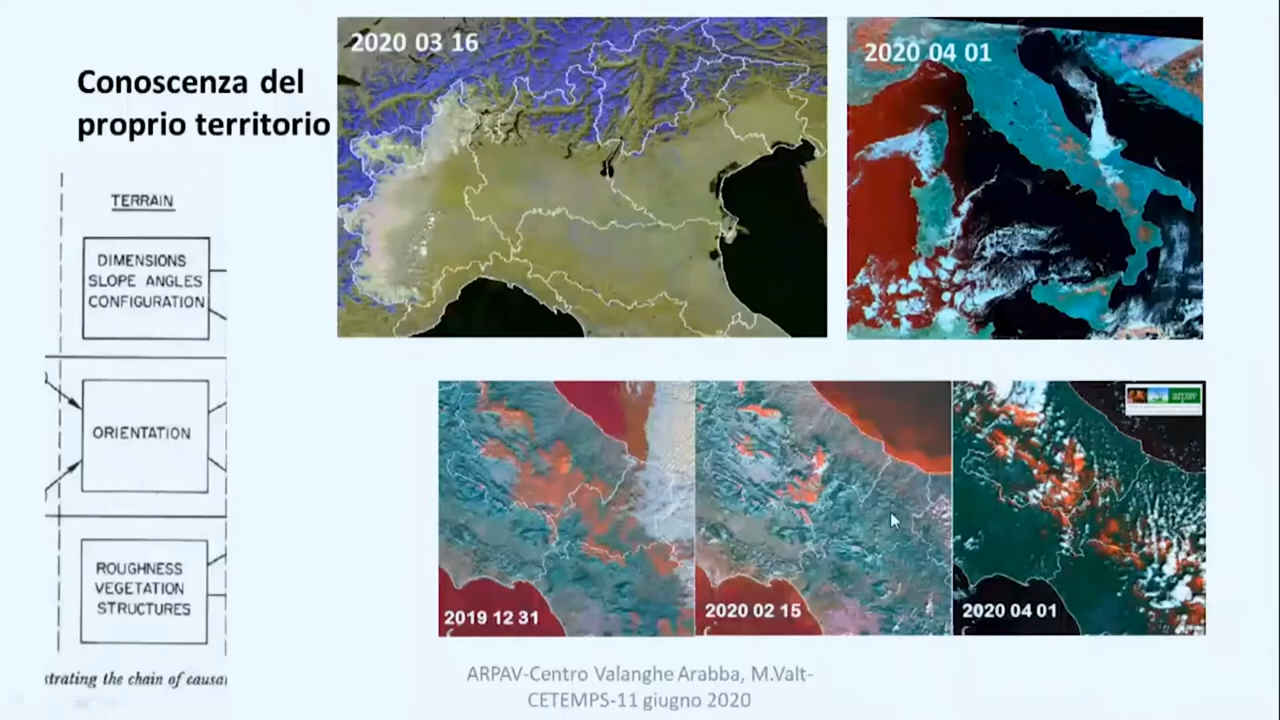 Conoscenza del
proprio territorio
2020 03 16
2020 04 01
TERRAIN
DIMENSIONS
SLOPE ANGLES
CONFIGURATION
ORIENTATION
ROUGHNESS
VEGETATION
STRUCTURES
strating the chain of causa
2019 12 31
2020 02 15
2020 04 01
arpav
ARPAV-Centro Valanghe Arabba, M.Valt-
CETEMPS-11 giugno 2020